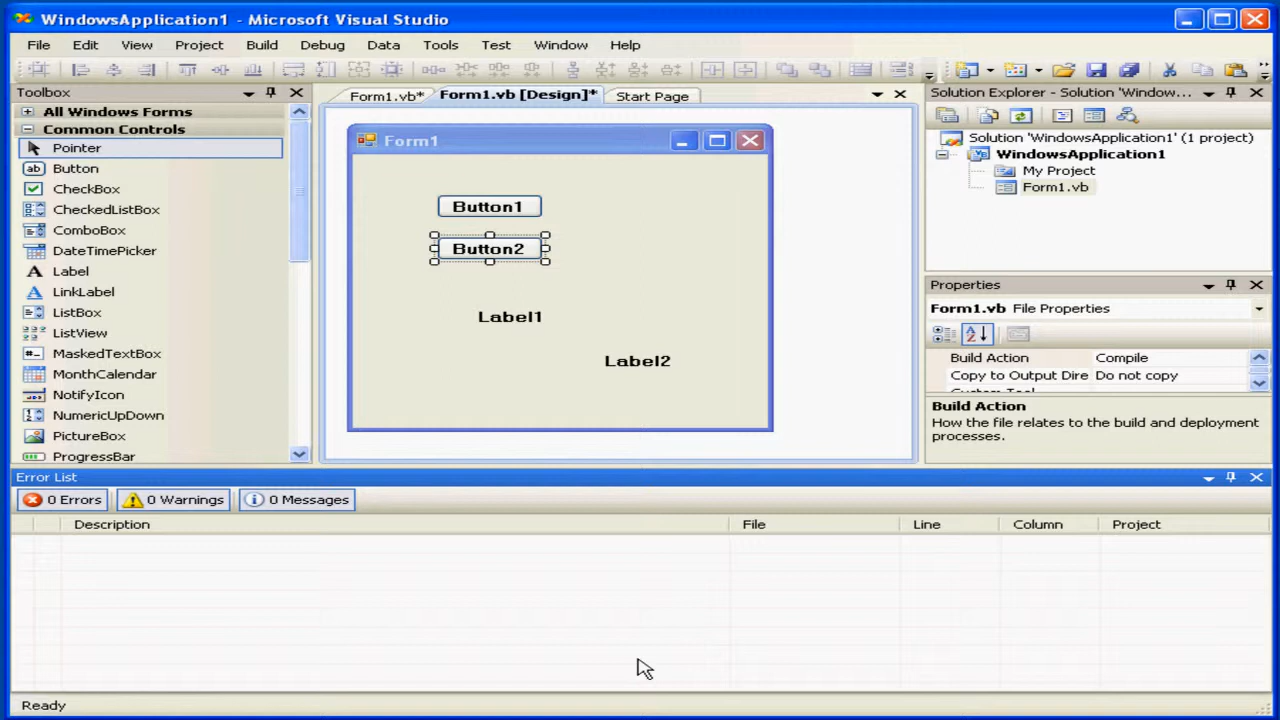 WindowsApplication1 - Microsoft Visual Studio
File Edit View Project Build Debug Data Tools Test Window Help
Toolbox
All Windows Forms
Common Controls
Pointer
Button
CheckBox
CheckedListBox
ComboBox
DateTimePicker
Label
LinkLabel
ListBox
ListView
MaskedTextBox
MonthCalendar
NotifyIcon
NumericUpDown
PictureBox
ProgressBar
Form1.vb* Form1.vb [Design]* Start Page
Form1
Button1
Button2
Label1
Label2
Solution Explorer - Solution 'Window...
Solution 'WindowsApplication1' (1 project)
WindowsApplication1
My Project
Form1.vb
Properties
Form1.vb File Properties
Build Action Compile
Copy to Output Dire Do not copy
Custom Tool
Build Action
How the file relates to the build and deployment
processes.
Error List
0 Errors 0 Warnings 0 Messages
Description File Line Column Project
Ready